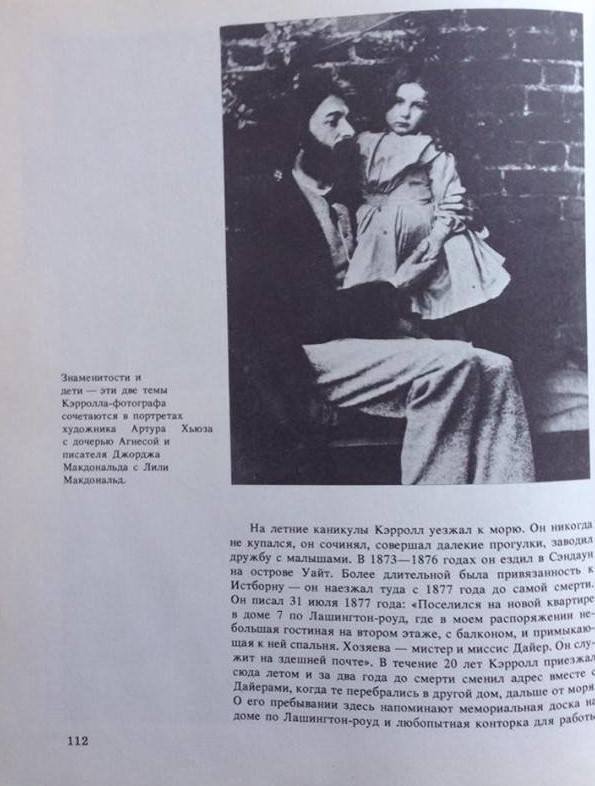 Знаменитости и
дети — эти две темы
Кэрролла-фотографа
сочетаются в портретах
художника Артура Хьюза
с дочерью Агнесой и
писателя Джорджа
Макдональда с Лили
Макдональд.
На летние каникулы Кэрролл уезжал к морю. Он никогда
не купался, он сочинял, совершал далекие прогулки, заводил
дружбу с малышами. В 1873—1876 годах он ездил в Сэндаун
на острове Уайт. Более длительной была привязанность к
Истборну — он наезжал туда с 1877 года до самой смерти.
Он писал 31 июля 1877 года: «Поселился на новой квартире
в доме 7 по Лашингтон-роуд, где в моем распоряжении не-
большая гостиная на втором этаже, с балконом, и примыкаю-
щая к ней спальня. Хозяева — мистер и миссис Дайер. Он слу-
жит на здешней почте». В течение 20 лет Кэрролл приезжал
сюда летом и за два года до смерти сменил адрес вместе с
Дайерами, когда те перебрались в другой дом, дальше от моря.
О его пребывании здесь напоминают мемориальная доска на
доме по Лашингтон-роуд и любопытная конторка для работы
112